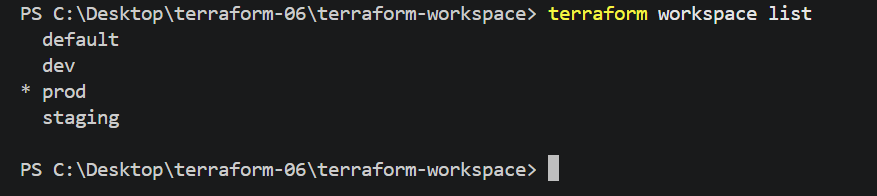 PS C:\Desktop\terraform-06\terraform-workspace> terraform workspace list
  default
  dev
* prod
  staging
PS C:\Desktop\terraform-06\terraform-workspace>